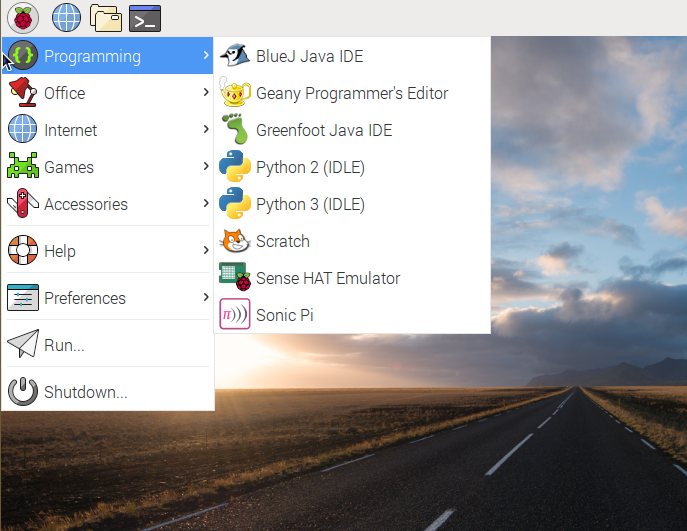 Programming
Office
Internet
Games
Accessories
Help
Preferences
Run...
Shutdown...
BlueJ Java IDE
Geany Programmer's Editor
Greenfoot Java IDE
Python 2 (IDLE)
Python 3 (IDLE)
Scratch
Sense HAT Emulator
Sonic Pi